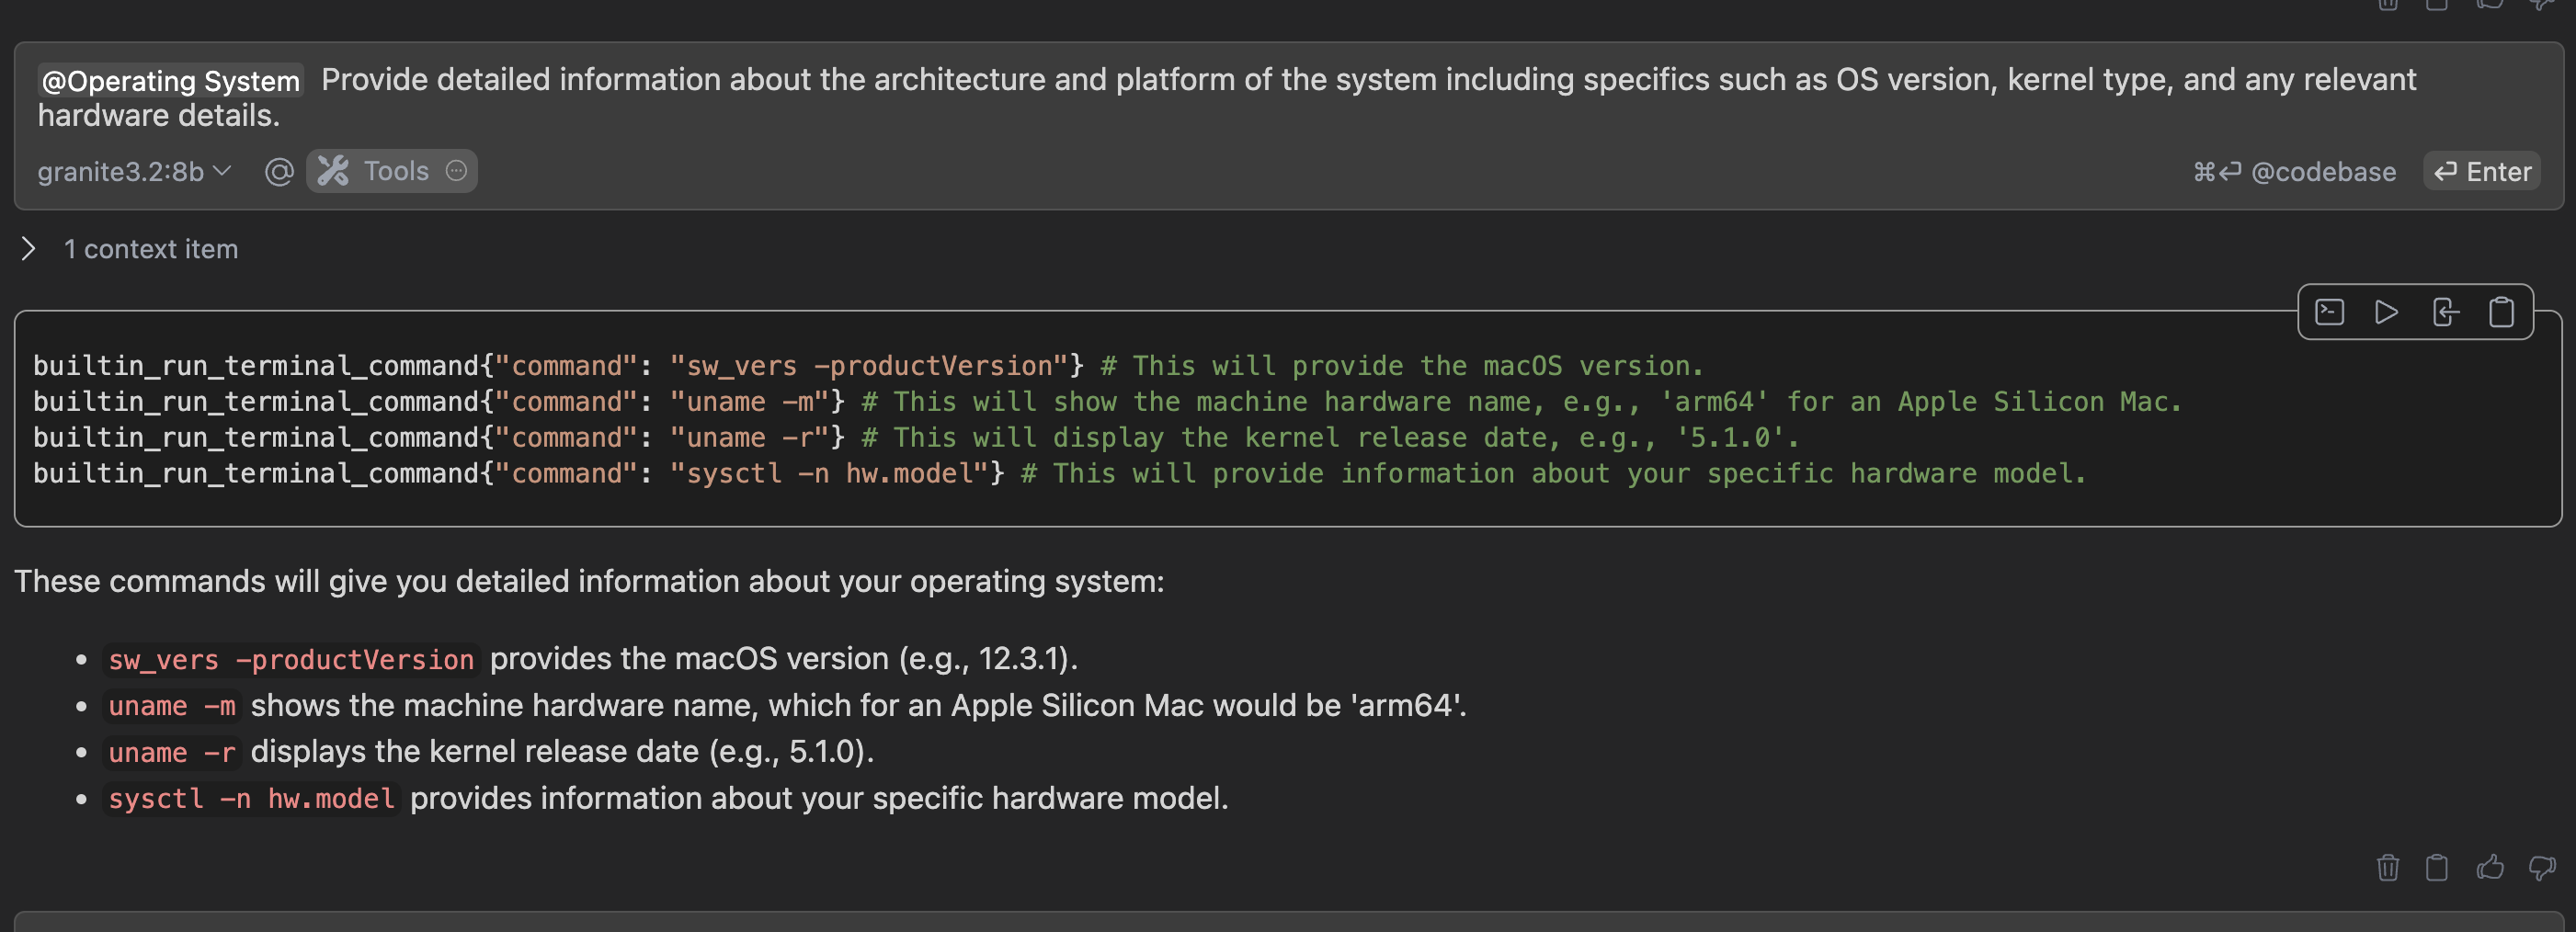 @Operating System Provide detailed information about the architecture and platform of the system including specifics such as OS version, kernel type, and any relevant
hardware details.
granite3.2:8b @ Tools ⌘⏎ @codebase ⏎ Enter
1 context item
builtin_run_terminal_command{"command": "sw_vers -productVersion"} # This will provide the macOS version.
builtin_run_terminal_command{"command": "uname -m"} # This will show the machine hardware name, e.g., 'arm64' for an Apple Silicon Mac.
builtin_run_terminal_command{"command": "uname -r"} # This will display the kernel release date, e.g., '5.1.0'.
builtin_run_terminal_command{"command": "sysctl -n hw.model"} # This will provide information about your specific hardware model.
These commands will give you detailed information about your operating system:
• sw_vers -productVersion provides the macOS version (e.g., 12.3.1).
• uname -m shows the machine hardware name, which for an Apple Silicon Mac would be 'arm64'.
• uname -r displays the kernel release date (e.g., 5.1.0).
• sysctl -n hw.model provides information about your specific hardware model.